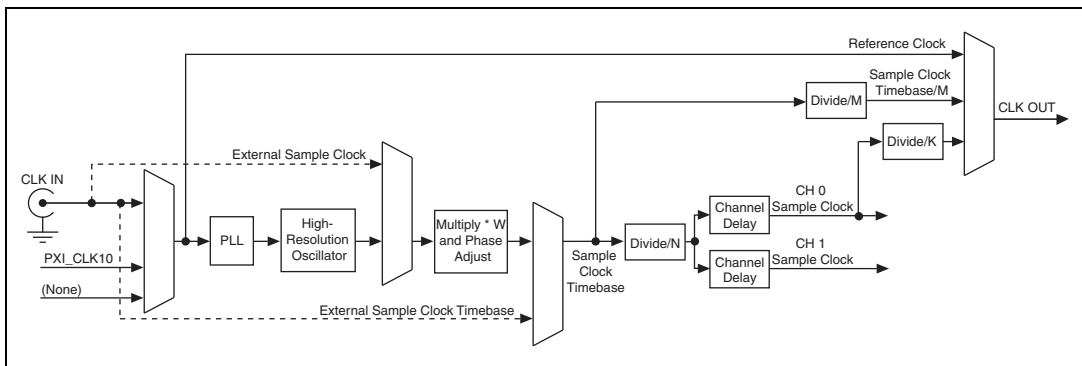 Reference Clock
Sample Clock
Timebase/M
Divide/M
CLK OUT
Divide/K
External Sample Clock
CLK IN
CH 0
Sample Clock
Channel
Delay
PLL
High-
Resolution
Oscillator
Multiply * W
and Phase
Adjust
Divide/N
PXI_CLK10
Sample
Clock
Timebase
CH 1
Sample Clock
Channel
Delay
(None)
External Sample Clock Timebase